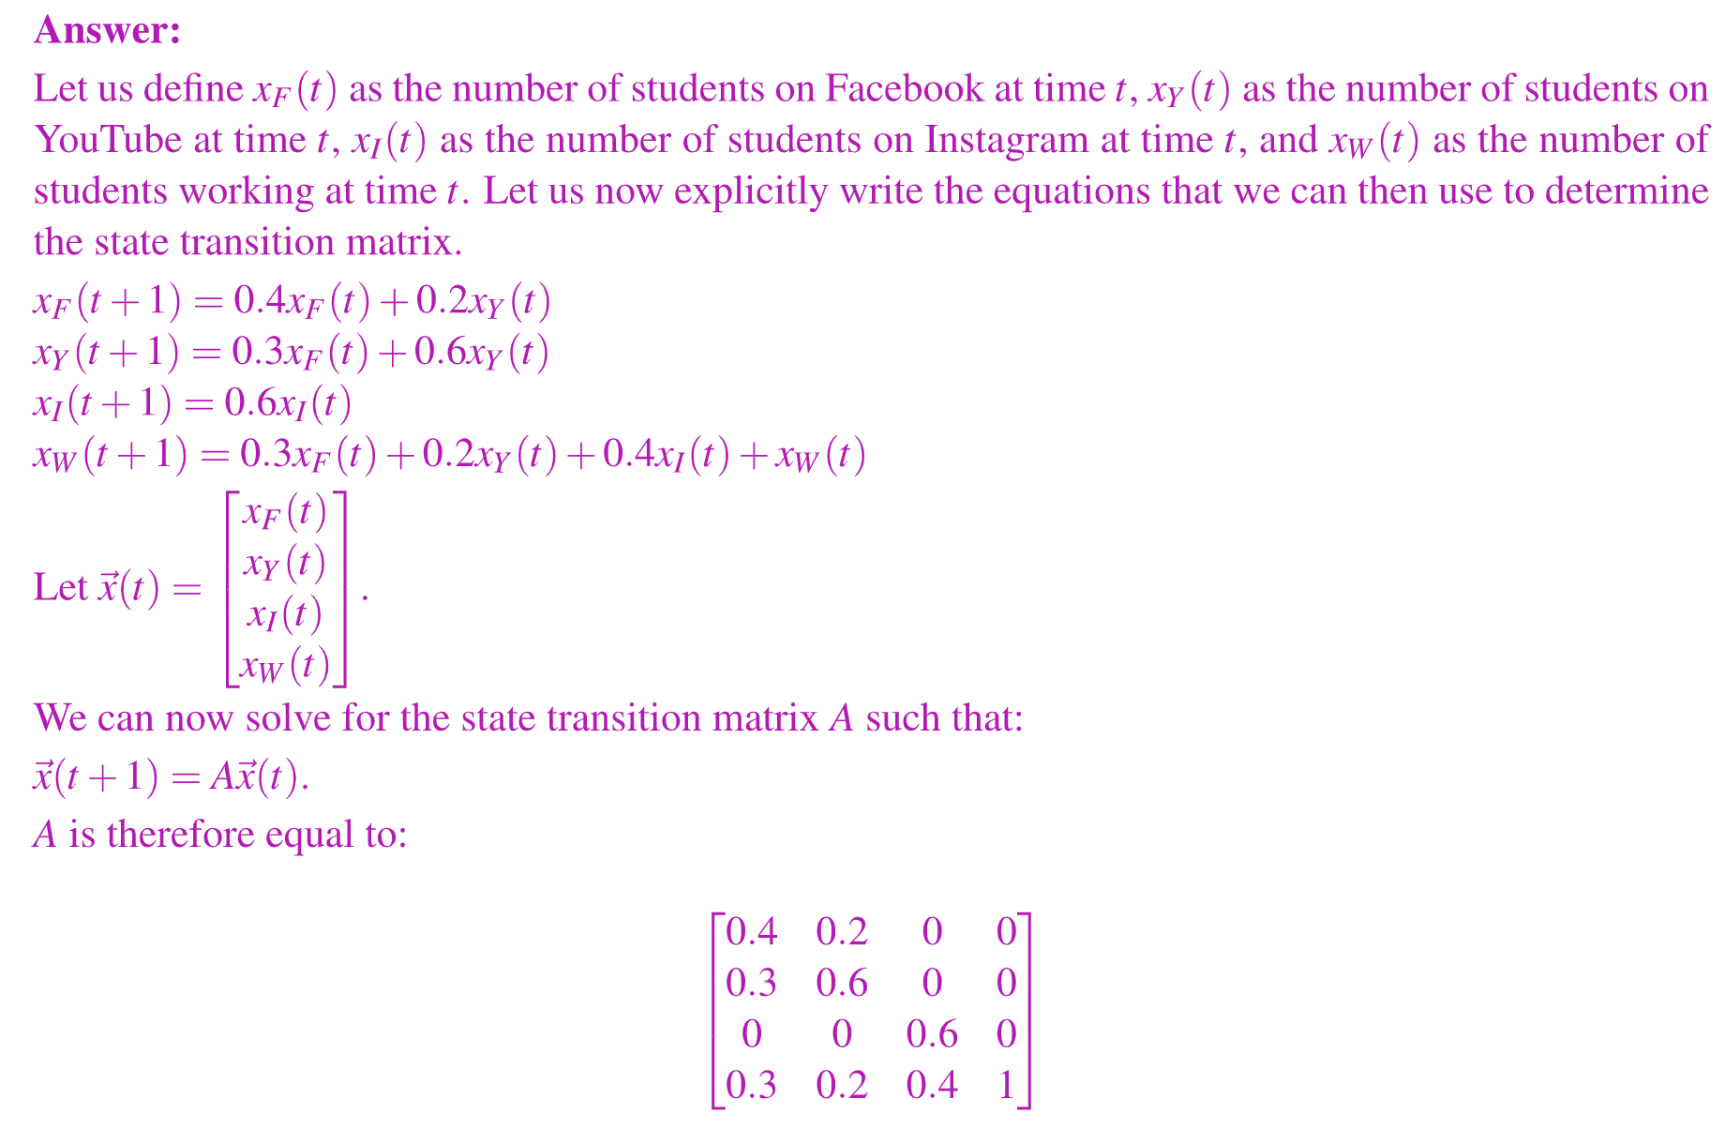 Answer:
Let us define x_F(t) as the number of students on Facebook at time t, x_Y(t) as the number of students on
YouTube at time t, x_I(t) as the number of students on Instagram at time t, and x_W(t) as the number of
students working at time t. Let us now explicitly write the equations that we can then use to determine
the state transition matrix.
x_F(t+1) = 0.4x_F(t)+0.2x_Y(t)
x_Y(t+1) = 0.3x_F(t)+0.6x_Y(t)
x_I(t+1) = 0.6x_I(t)
x_W(t+1) = 0.3x_F(t)+0.2x_Y(t)+0.4x_I(t)+x_W(t)
Let \vec{x}(t) = \begin{bmatrix} x_F(t) \\ x_Y(t) \\ x_I(t) \\ x_W(t) \end{bmatrix}.
We can now solve for the state transition matrix A such that:
\vec{x}(t+1) = A\vec{x}(t).
A is therefore equal to:
[0.4 0.2 0 0]
[0.3 0.6 0 0]
[0 0 0.6 0]
[0.3 0.2 0.4 1]